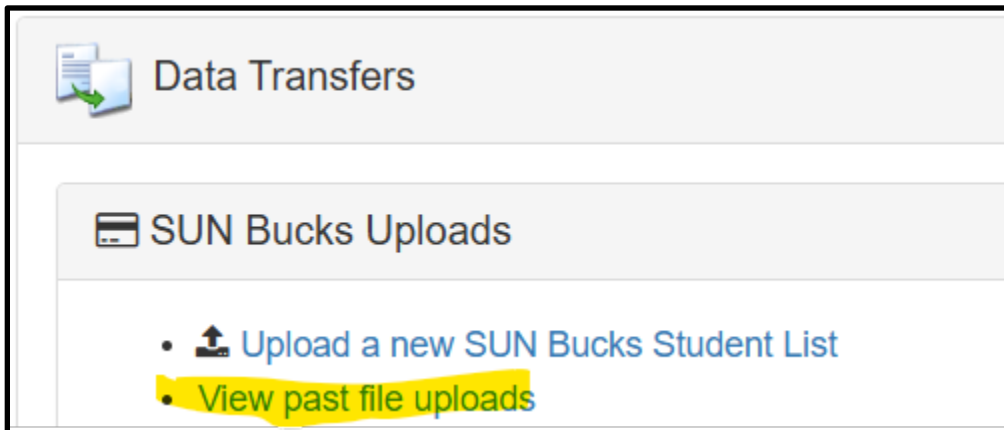 Data Transfers
SUN Bucks Uploads
Upload a new SUN Bucks Student List
View past file uploads